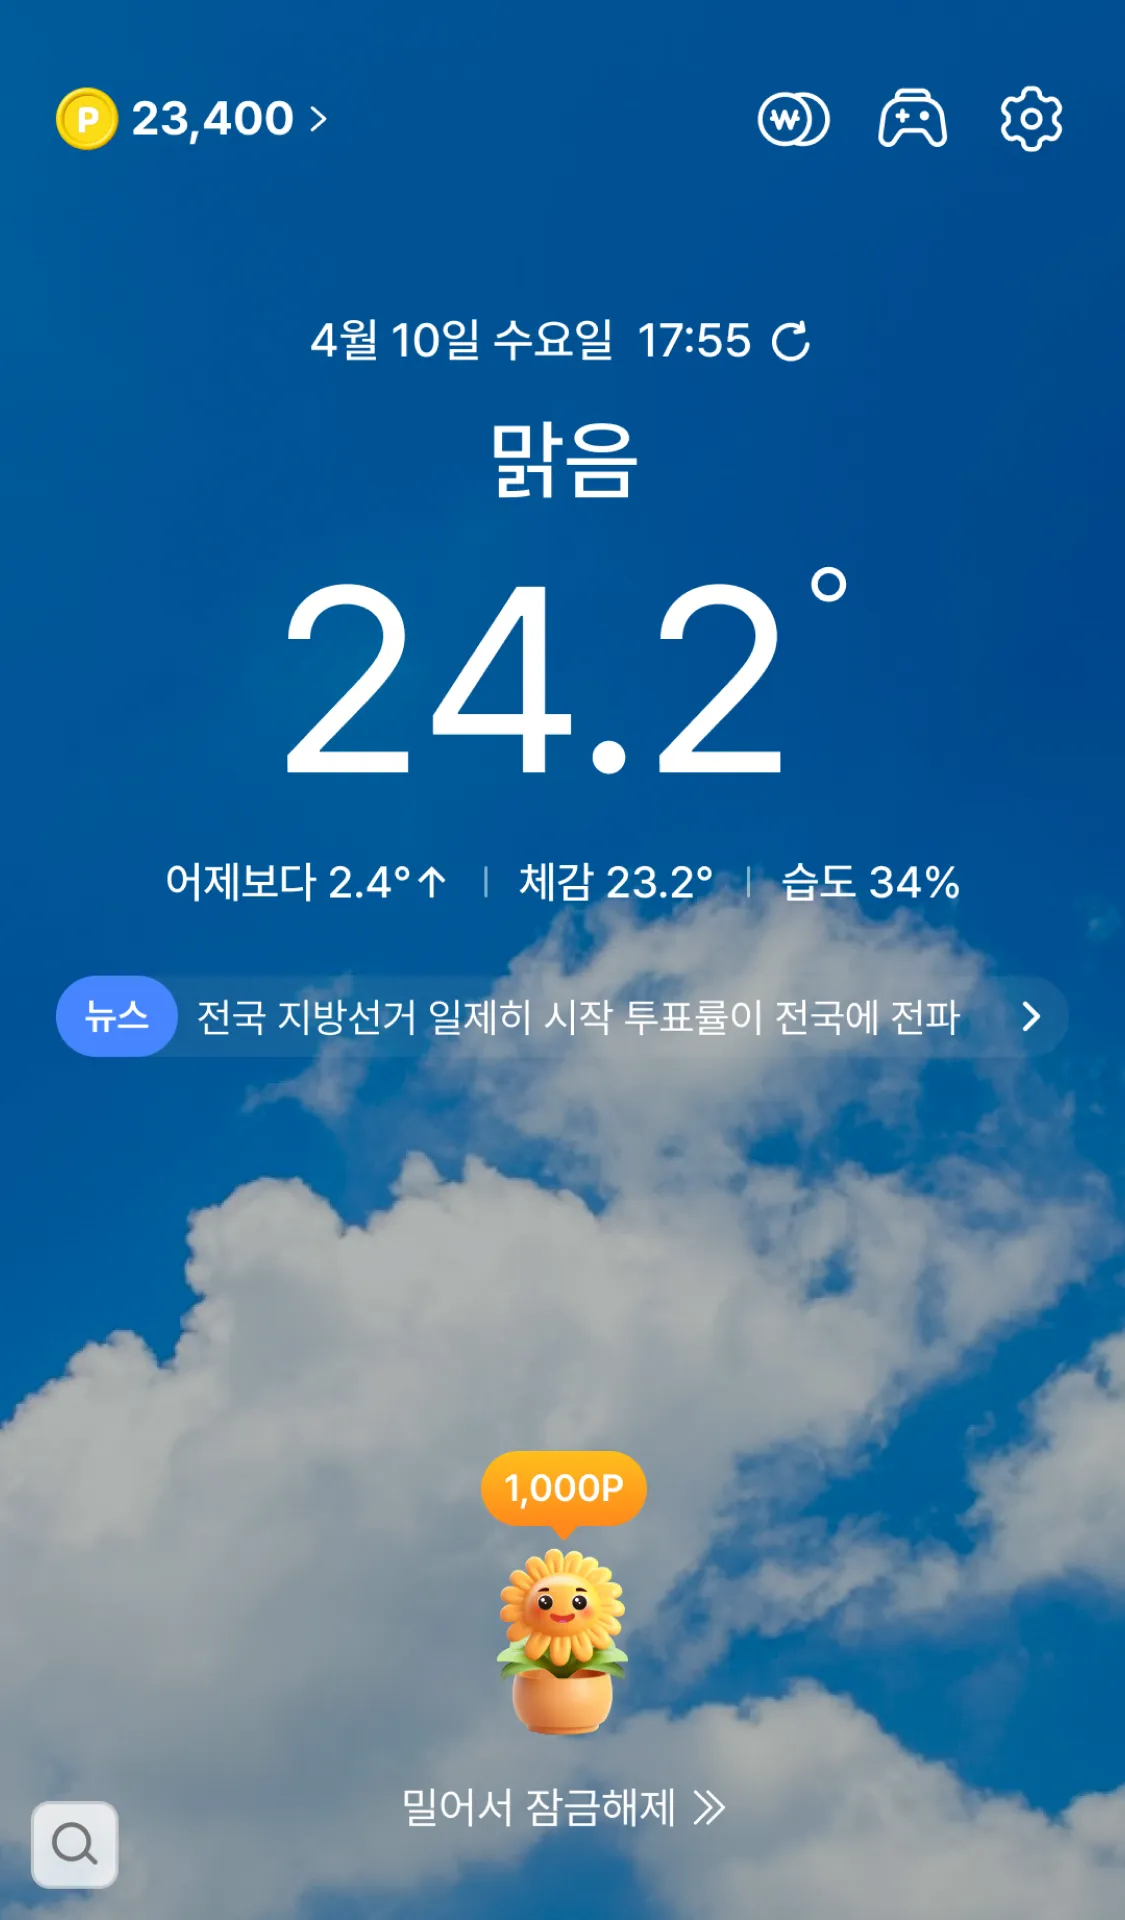 P 23,400
₩
4월 10일 수요일 17:55
맑음
24.2°
어제보다 2.4°↑ | 체감 23.2° | 습도 34%
뉴스 전국 지방선거 일제히 시작 투표률이 전국에 전파
1,000P
밀어서 잠금해제